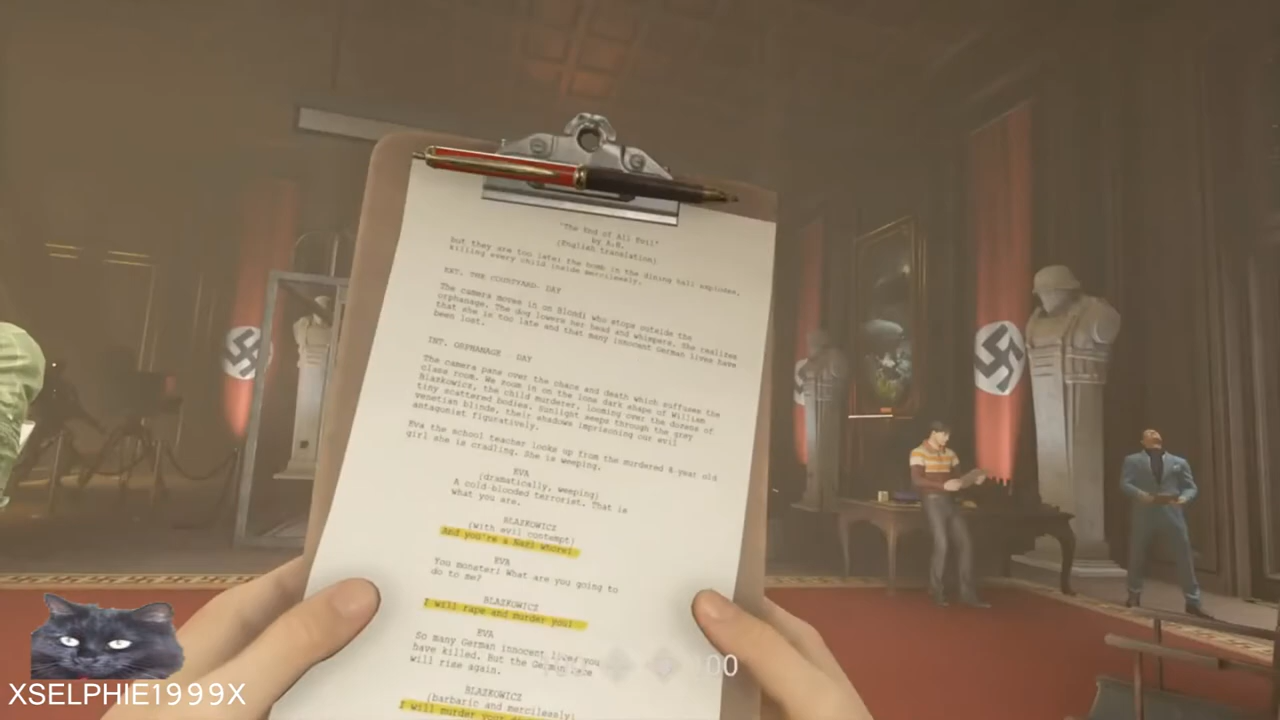 "The End of All Evil"
by A.H.
(English translation)
but they are too late: the bomb in the dining hall explodes,
killing every child inside mercilessly.
EXT. THE COURTYARD. DAY
The camera moves in on Blondi who stops outside the
orphanage. The dog lowers her head and whimpers. She realizes
that she is too late and that many innocent German lives have
been lost.
INT. ORPHANAGE DAY
The camera pans over the chaos and death which suffuses the
class room. We zoom in on the lone dark shape of William
Blazkowicz, the child murderer, looming over the dozens of
tiny scattered bodies. Sunlight seeps through the grey
venetian blinds, their shadows imprisoning our evil
antagonist figuratively.
Eva the school teacher looks up from the murdered 6-year old
girl she is cradling. She is weeping.
EVA
(dramatically, weeping)
A cold-blooded terrorist. That is
what you are.
BLAZKOWICZ
(with evil contempt)
And you're a Nazi whore!
EVA
You monster! What are you going to
do to me?
BLAZKOWICZ
I will rape and murder you!
EVA
So many German innocent lives you
have killed. But the German race
will rise again.
BLAZKOWICZ
(barbaric and mercilessly)
I will murder your
100
XSELPHIE1999X